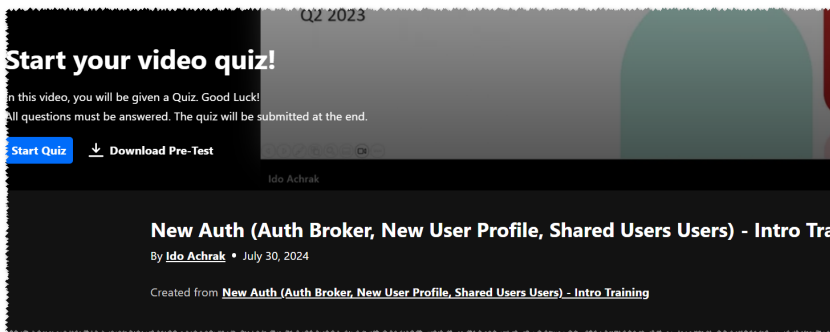 Q2 2023
Start your video quiz!
In this video, you will be given a Quiz. Good Luck!
All questions must be answered. The quiz will be submitted at the end.
Start Quiz Download Pre-Test
Ido Achrak
New Auth (Auth Broker, New User Profile, Shared Users Users) - Intro
By Ido Achrak • July 30, 2024
Created from New Auth (Auth Broker, New User Profile, Shared Users Users) - Intro Training